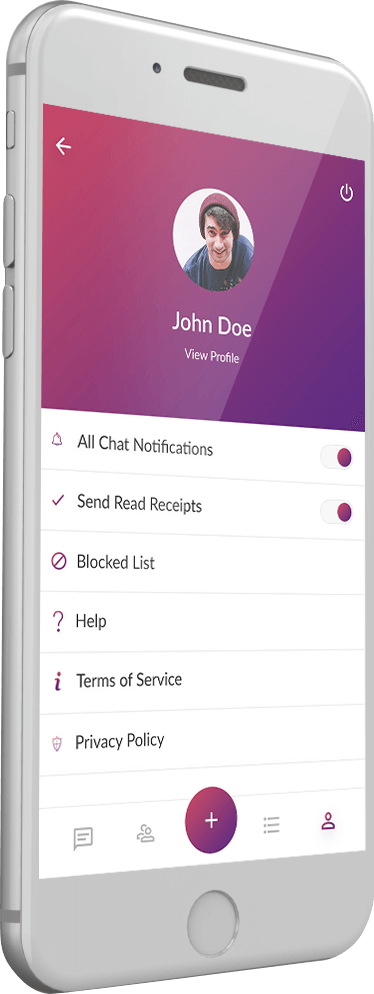 John Doe
View Profile
All Chat Notifications
Send Read Receipts
Blocked List
Help
Terms of Service
Privacy Policy